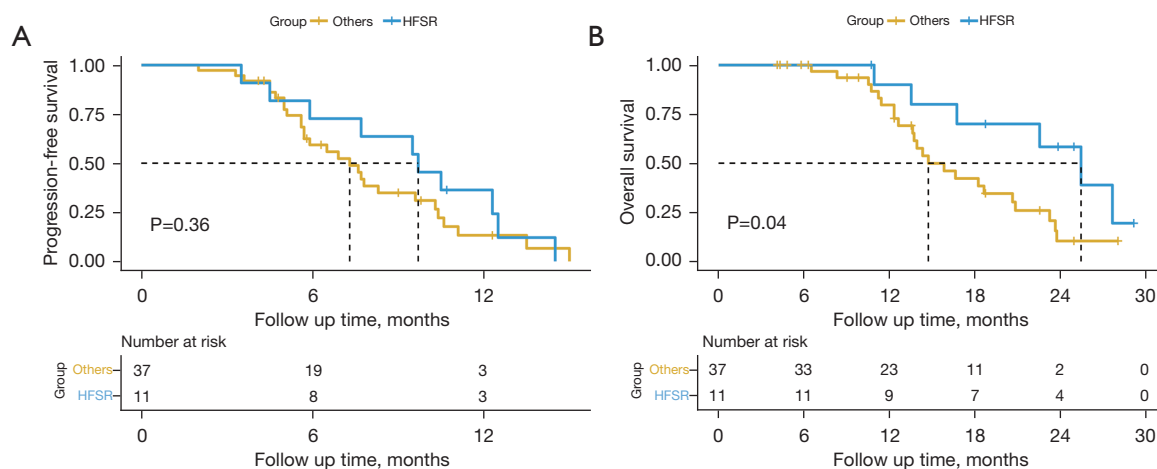 A
Group Others HFSR
Progression-free survival
1.00
0.75
0.50
0.25
0.00
P=0.36
0 6 12
Follow up time, months
Number at risk
Group
Others 37 19 3
HFSR 11 8 3
0 6 12
Follow up time, months
B
Group Others HFSR
Overall survival
1.00
0.75
0.50
0.25
0.00
P=0.04
0 6 12 18 24 30
Follow up time, months
Number at risk
Group
Others 37 33 23 11 2 0
HFSR 11 11 9 7 4 0
0 6 12 18 24 30
Follow up time, months